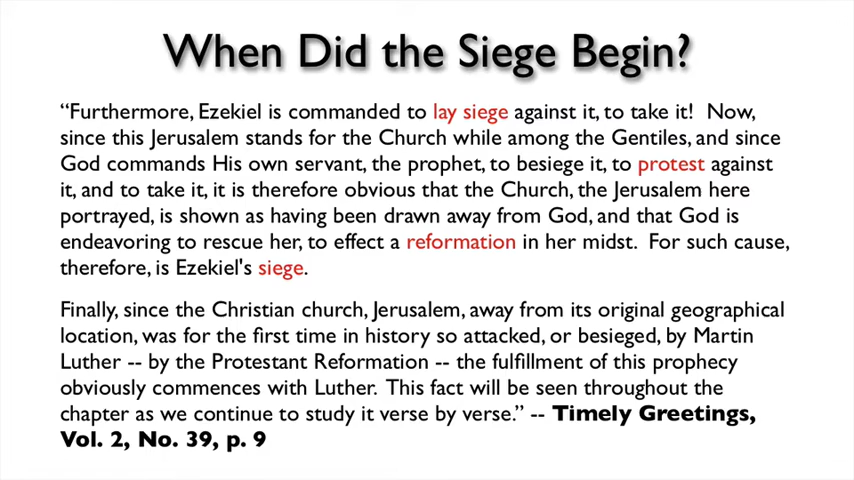 When Did the Siege Begin?
“Furthermore, Ezekiel is commanded to lay siege against it, to take it! Now,
since this Jerusalem stands for the Church while among the Gentiles, and since
God commands His own servant, the prophet, to besiege it, to protest against
it, and to take it, it is therefore obvious that the Church, the Jerusalem here
portrayed, is shown as having been drawn away from God, and that God is
endeavoring to rescue her, to effect a reformation in her midst. For such cause,
therefore, is Ezekiel's siege.
Finally, since the Christian church, Jerusalem, away from its original geographical
location, was for the first time in history so attacked, or besieged, by Martin
Luther -- by the Protestant Reformation -- the fulfillment of this prophecy
obviously commences with Luther. This fact will be seen throughout the
chapter as we continue to study it verse by verse.” -- Timely Greetings,
Vol. 2, No. 39, p. 9